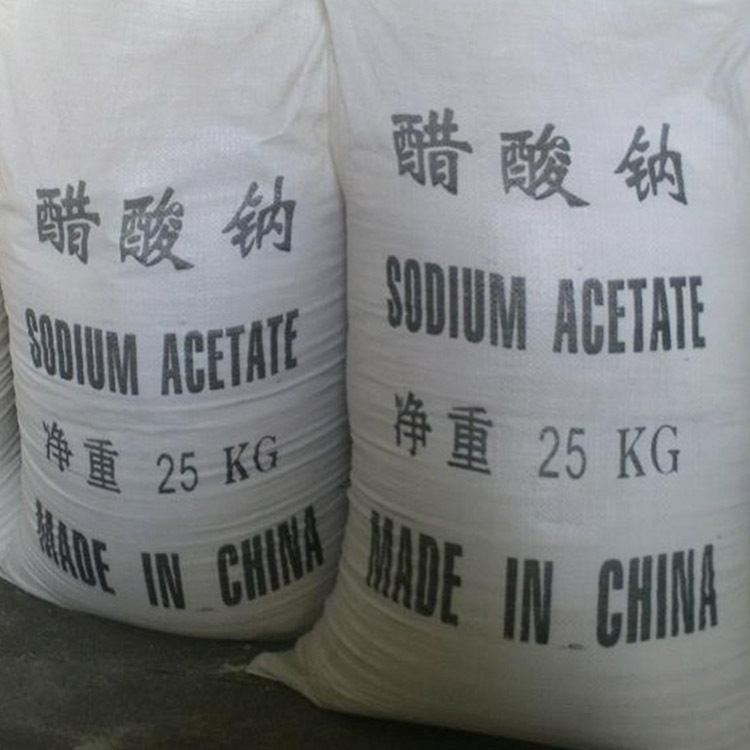 醋酸钠
SODIUM ACETATE
净重 25 KG
MADE IN CHINA
醋酸钠
SODIUM ACETATE
净重 25 KG
MADE IN CHINA